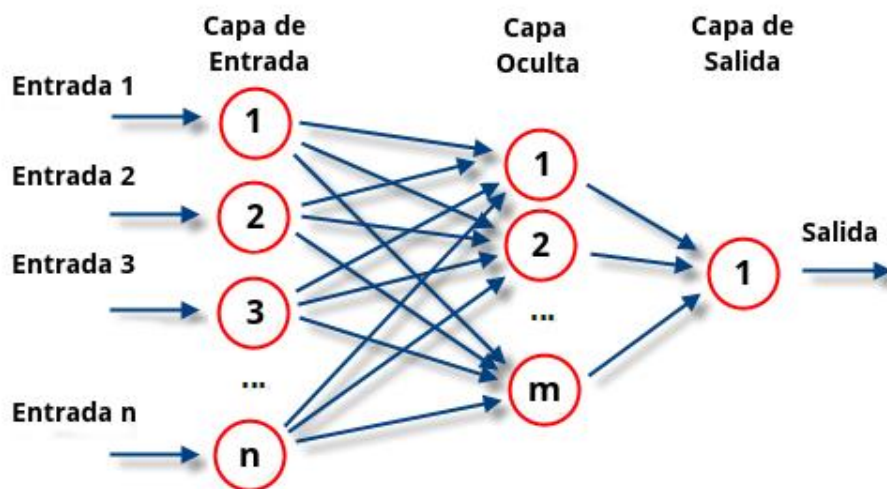 Capa de
Entrada
Capa
Oculta
Capa de
Salida
Entrada 1
1
Entrada 2
2
Entrada 3
3
...
Entrada n
n
1
2
...
m
1
Salida